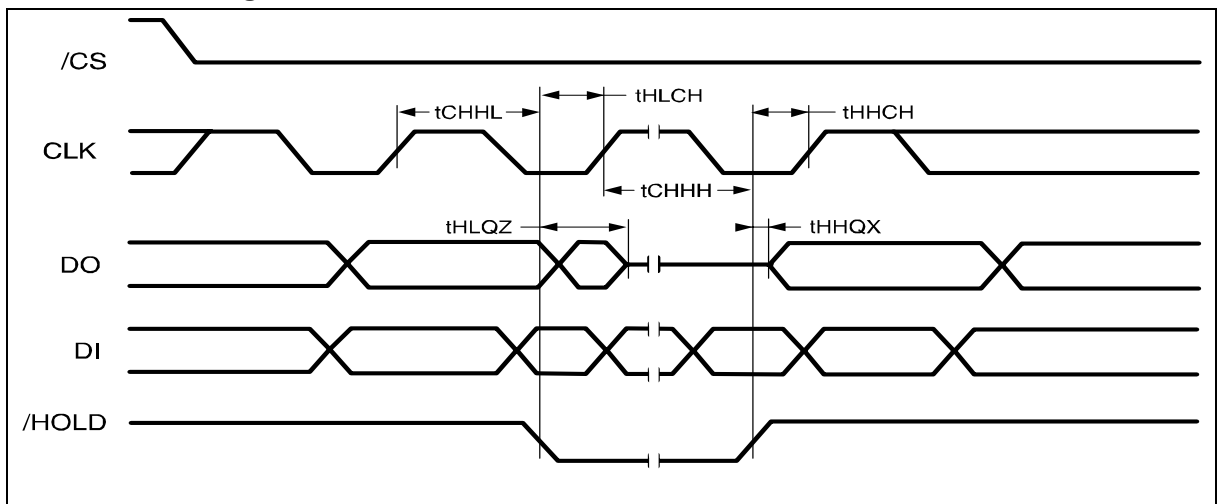 /CS
tHLCH
tCHHL
tHHCH
CLK
tCHHH
tHLQZ
tHHQX
DO
DI
/HOLD